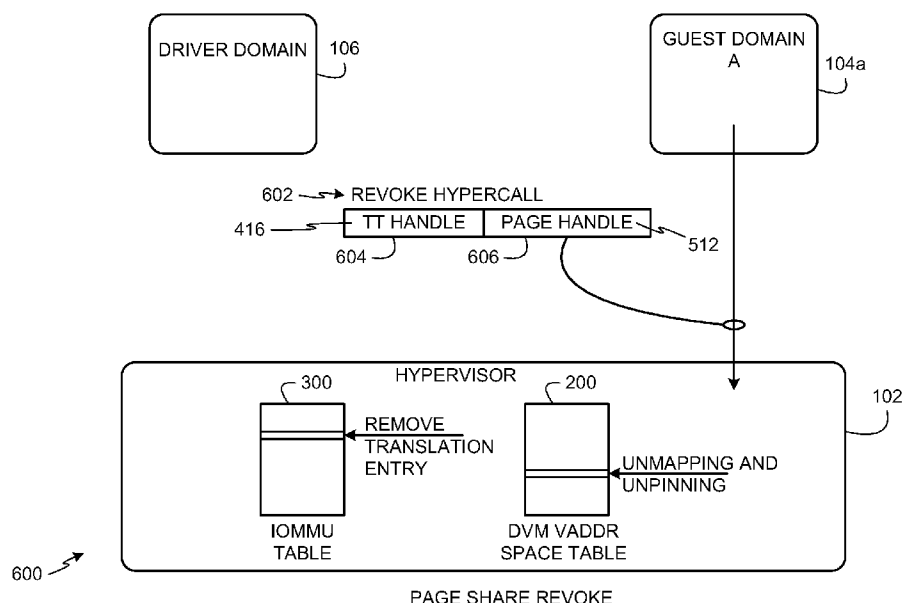 DRIVER DOMAIN
106
GUEST DOMAIN
A
104a
602
REVOKE HYPERCALL
416
TT HANDLE
PAGE HANDLE
512
604
606
HYPERVISOR
102
300
200
REMOVE
TRANSLATION
ENTRY
UNMAPPING AND
UNPINNING
IOMMU
TABLE
DVM VADDR
SPACE TABLE
600
PAGE SHARE REVOKE